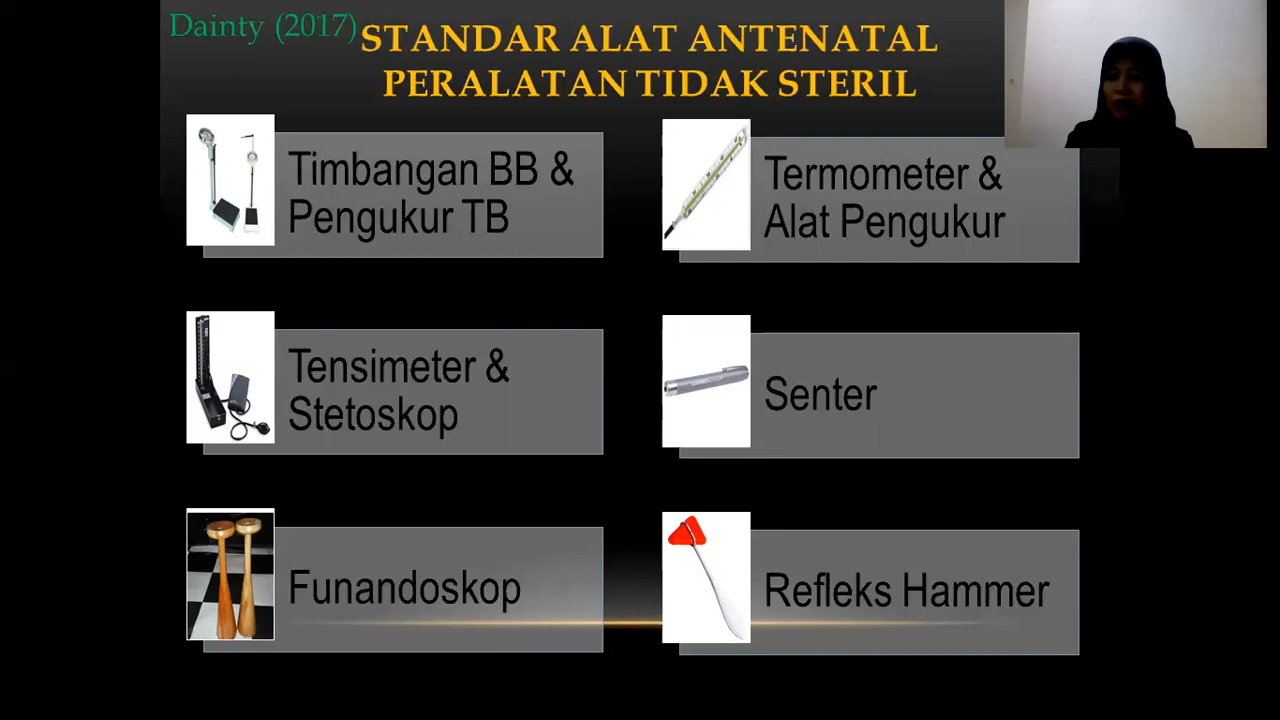 Dainty (2017)
STANDAR ALAT ANTENATAL
PERALATAN TIDAK STERIL
Timbangan BB &
Pengukur TB
Termometer &
Alat Pengukur
Tensimeter &
Stetoskop
Senter
Funandoskop
Refleks Hammer